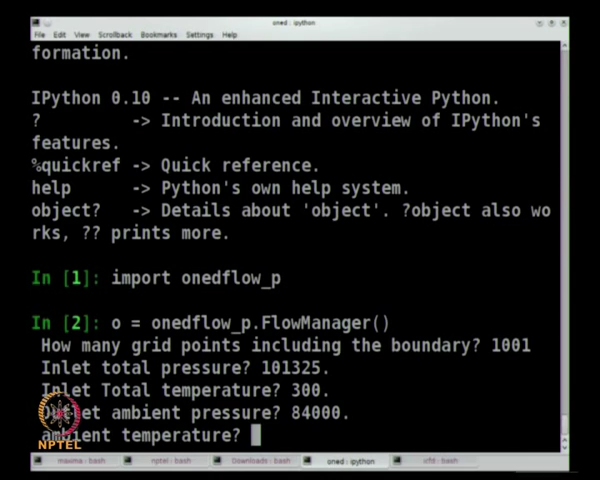 oned : ipython
File Edit View Scrollback Bookmarks Settings Help
formation.
IPython 0.10 -- An enhanced Interactive Python.
? -> Introduction and overview of IPython's
features.
%quickref -> Quick reference.
help -> Python's own help system.
object? -> Details about 'object'. ?object also wo
rks, ?? prints more.
In [1]: import onedflow_p
In [2]: o = onedflow_p.FlowManager()
How many grid points including the boundary? 1001
Inlet total pressure? 101325.
Inlet Total temperature? 300.
Outlet ambient pressure? 84000.
ambient temperature?
NPTEL
maxima : bash nptel : bash Downloads : bash oned : ipython